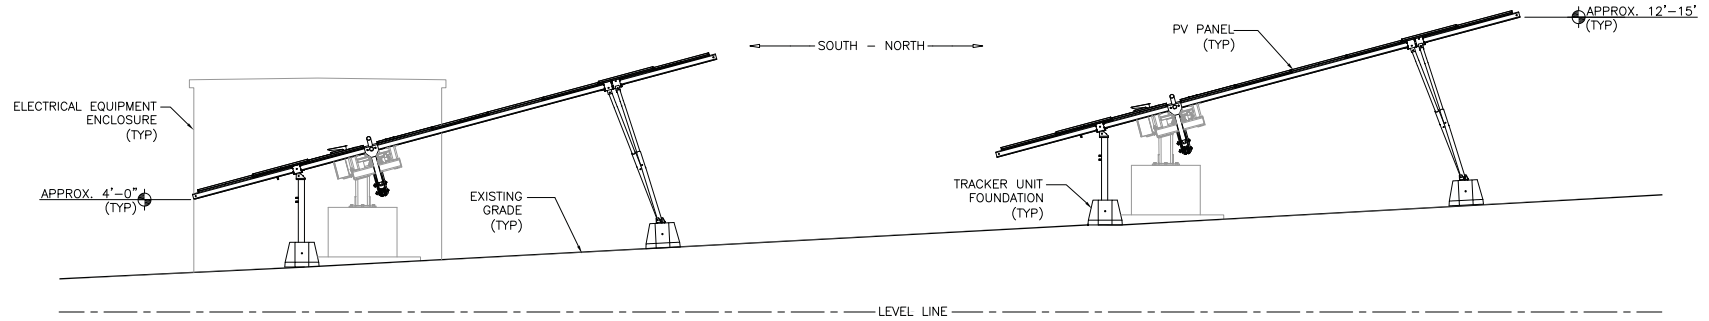 SOUTH - NORTH
PV PANEL
(TYP)
APPROX. 12'-15'
(TYP)
ELECTRICAL EQUIPMENT
ENCLOSURE
(TYP)
APPROX. 4'-0"
(TYP)
EXISTING
GRADE
(TYP)
TRACKER UNIT
FOUNDATION
(TYP)
LEVEL LINE